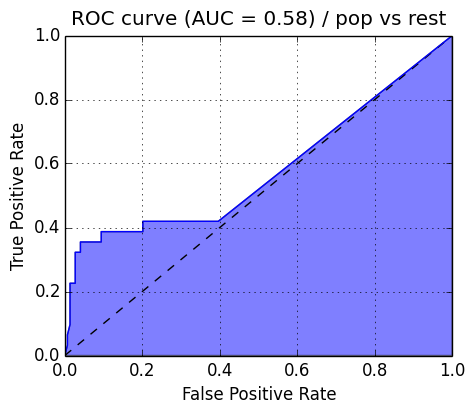 ROC curve (AUC = 0.58) / pop vs rest
1.0
0.8
0.6
0.4
0.2
0.0
True Positive Rate
0.0 0.2 0.4 0.6 0.8 1.0
False Positive Rate